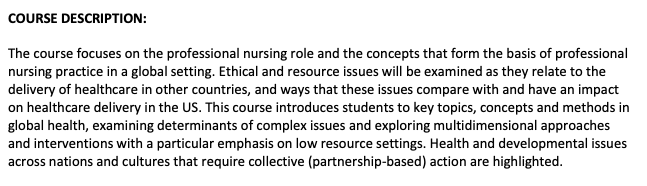 COURSE DESCRIPTION:
The course focuses on the professional nursing role and the concepts that form the basis of professional
nursing practice in a global setting. Ethical and resource issues will be examined as they relate to the
delivery of healthcare in other countries, and ways that these issues compare with and have an impact
on healthcare delivery in the US. This course introduces students to key topics, concepts and methods in
global health, examining determinants of complex issues and exploring multidimensional approaches
and interventions with a particular emphasis on low resource settings. Health and developmental issues
across nations and cultures that require collective (partnership-based) action are highlighted.